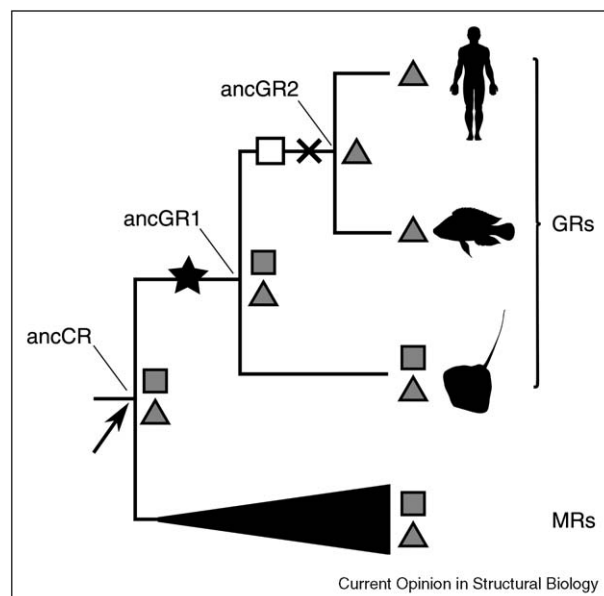 ancGR2
ancGR1
GRs
ancCR
MRs
Current Opinion in Structural Biology